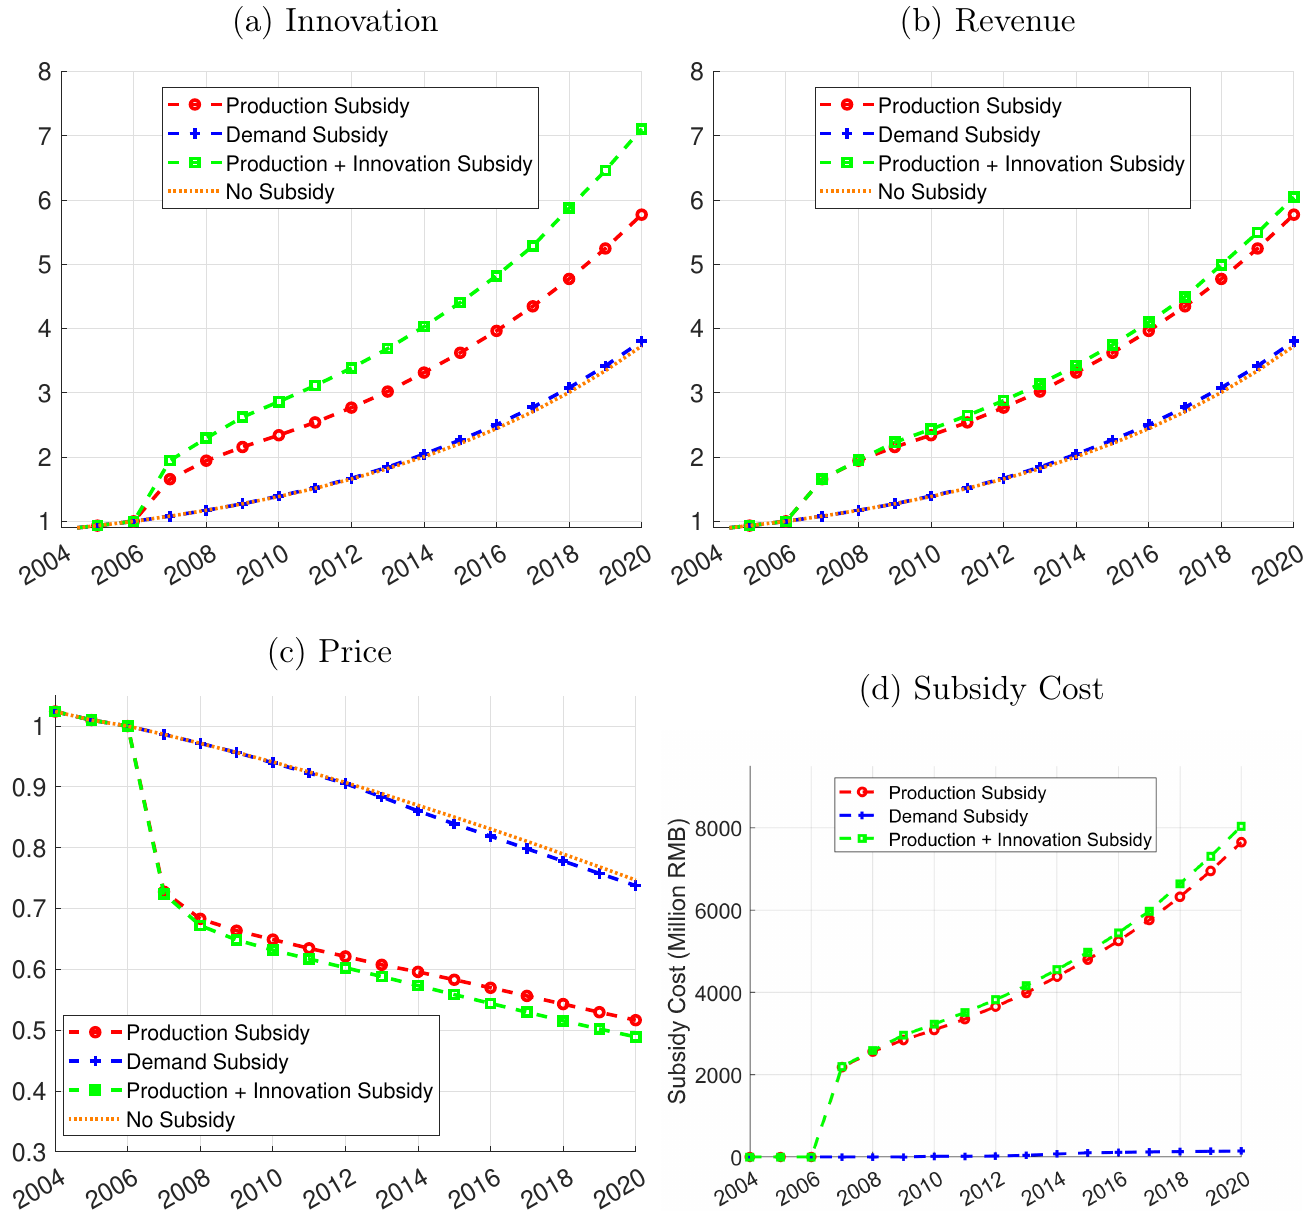 (a) Innovation
8
7
6
5
4
3
2
1
2004 2006 2008 2010 2012 2014 2016 2018 2020
Production Subsidy
Demand Subsidy
Production + Innovation Subsidy
No Subsidy
(b) Revenue
8
7
6
5
4
3
2
1
2004 2006 2008 2010 2012 2014 2016 2018 2020
Production Subsidy
Demand Subsidy
Production + Innovation Subsidy
No Subsidy
(c) Price
1
0.9
0.8
0.7
0.6
0.5
0.4
0.3
2004 2006 2008 2010 2012 2014 2016 2018 2020
Production Subsidy
Demand Subsidy
Production + Innovation Subsidy
No Subsidy
(d) Subsidy Cost
Subsidy Cost (Million RMB)
8000
6000
4000
2000
0
2004 2006 2008 2010 2012 2014 2016 2018 2020
Production Subsidy
Demand Subsidy
Production + Innovation Subsidy